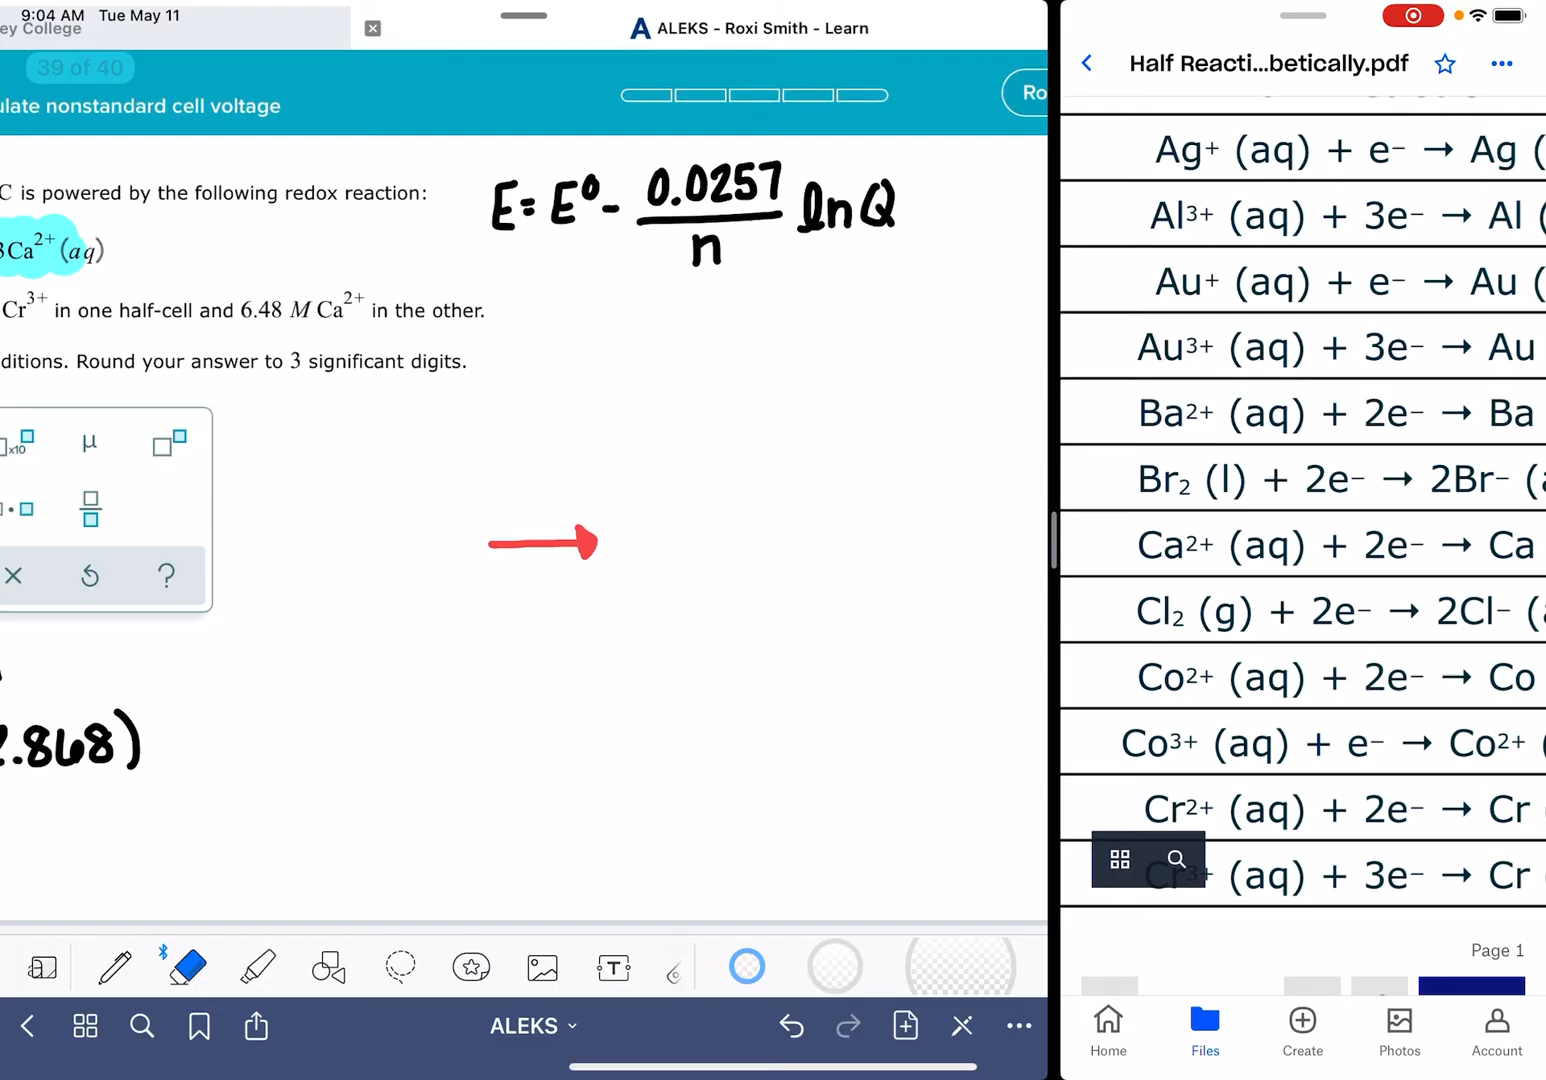 9:04 AM Tue May 11
ey College
ALEKS - Roxi Smith - Learn
39 of 40
ulate nonstandard cell voltage
Ro
C is powered by the following redox reaction:
3Ca2+ (aq)
Cr3+ in one half-cell and 6.48 M Ca2+ in the other.
ditions. Round your answer to 3 significant digits.
E = E° - 0.0257/n ln Q
x10
μ
?
2.868)
T
ALEKS
Half Reacti...betically.pdf
Ag+ (aq) + e− → Ag (
Al3+ (aq) + 3e− → Al (
Au+ (aq) + e− → Au (
Au3+ (aq) + 3e− → Au
Ba2+ (aq) + 2e− → Ba
Br2 (l) + 2e− → 2Br− (a
Ca2+ (aq) + 2e− → Ca
Cl2 (g) + 2e− → 2Cl− (a
Co2+ (aq) + 2e− → Co
Co3+ (aq) + e− → Co2+ (
Cr2+ (aq) + 2e− → Cr
Cr3+ (aq) + 3e− → Cr (
Page 1
Home
Files
Create
Photos
Account